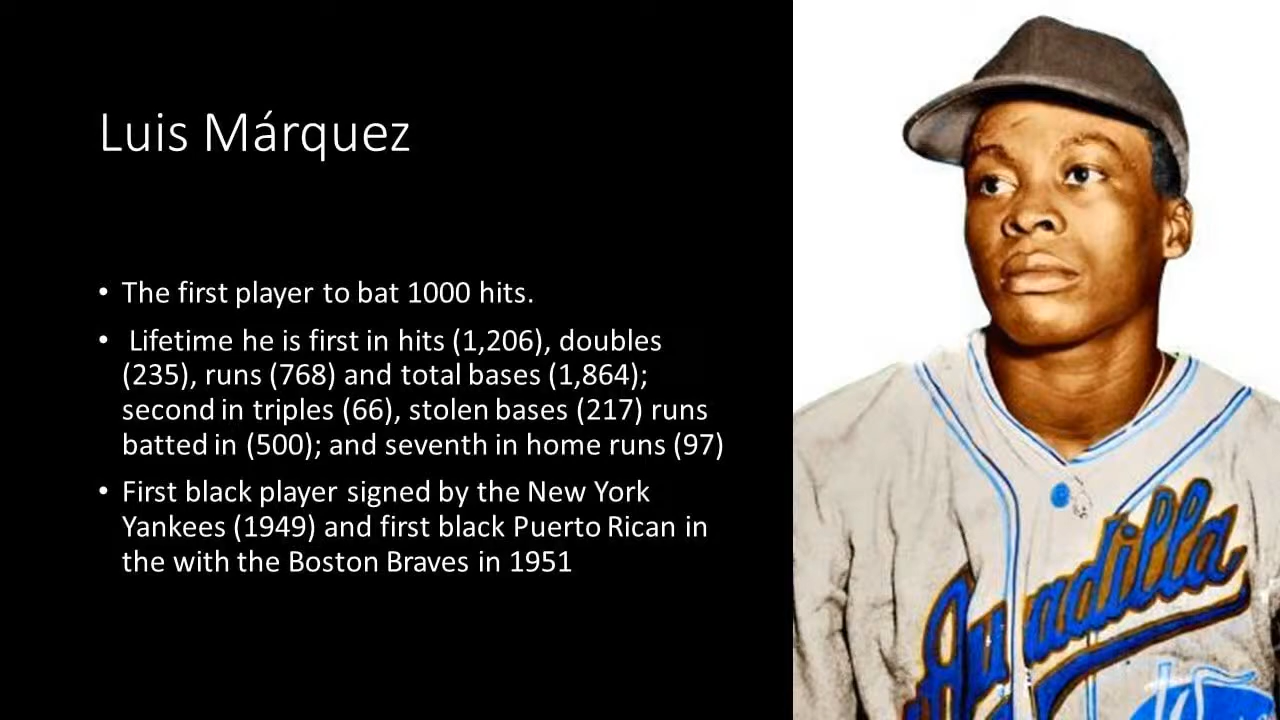 Luis Márquez
• The first player to bat 1000 hits.
• Lifetime he is first in hits (1,206), doubles
(235), runs (768) and total bases (1,864);
second in triples (66), stolen bases (217) runs
batted in (500); and seventh in home runs (97)
• First black player signed by the New York
Yankees (1949) and first black Puerto Rican in
the with the Boston Braves in 1951
Aguadilla